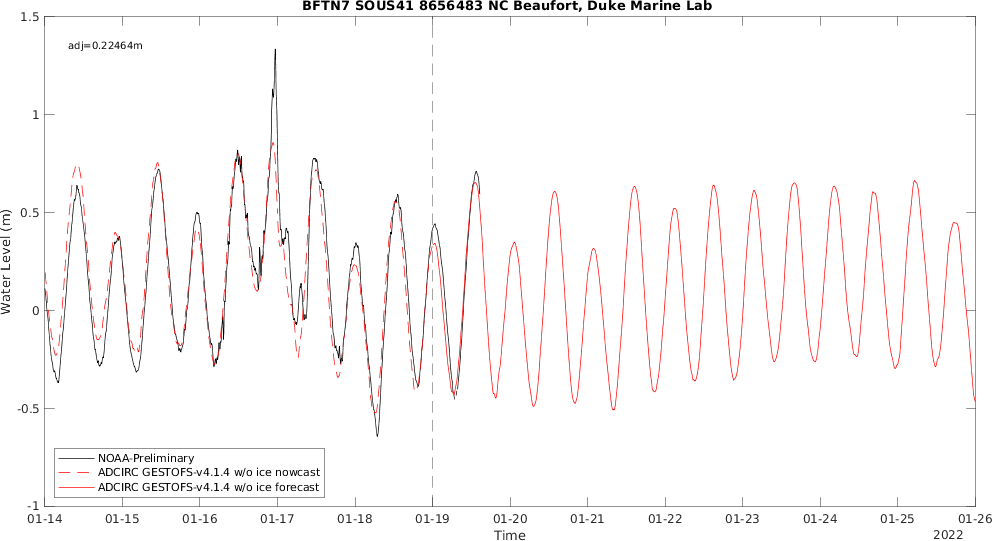 BFTN7 SOUS41 8656483 NC Beaufort, Duke Marine Lab
adj=0.22464m
1.5
1
0.5
0
-0.5
-1
Water Level (m)
NOAA-Preliminary
ADCIRC GESTOFS-v4.1.4 w/o ice nowcast
ADCIRC GESTOFS-v4.1.4 w/o ice forecast
01-14 01-15 01-16 01-17 01-18 01-19 01-20 01-21 01-22 01-23 01-24 01-25 01-26
Time
2022